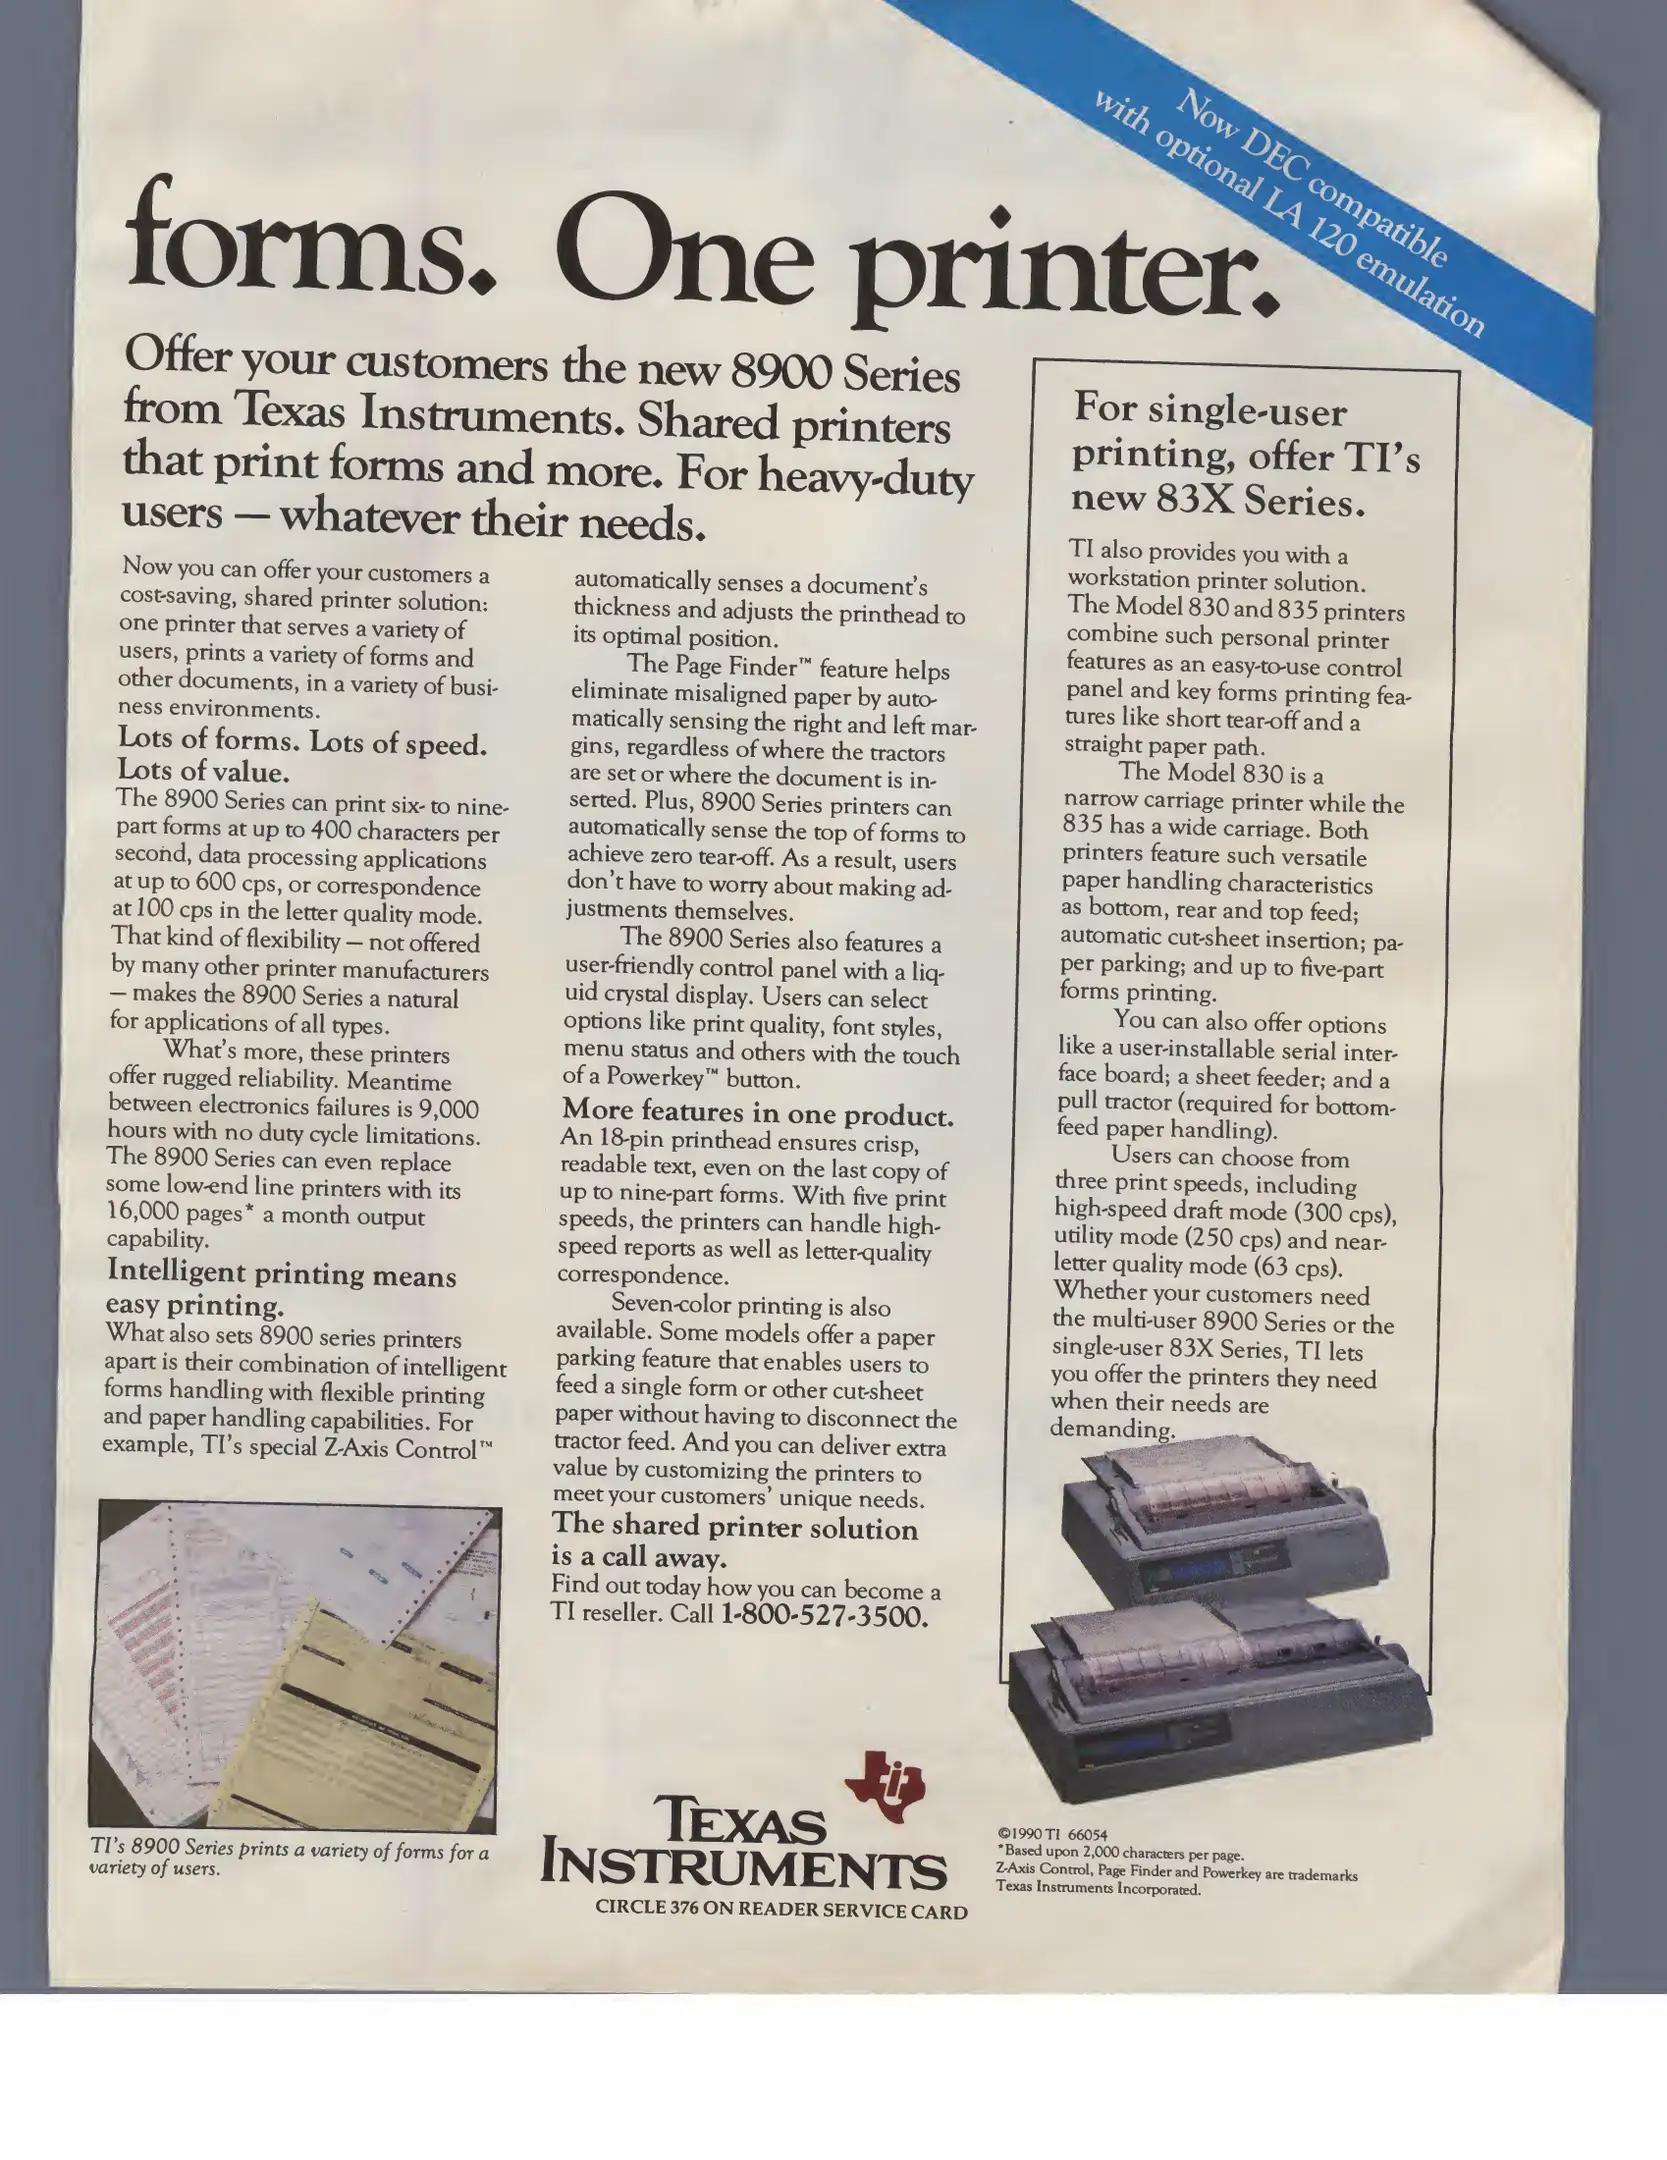 Now DEC compatible
with optional LA 120 emulation
forms. One printer.
Offer your customers the new 8900 Series
from Texas Instruments. Shared printers
that print forms and more. For heavy-duty
users — whatever their needs.
Now you can offer your customers a
cost-saving, shared printer solution:
one printer that serves a variety of
users, prints a variety of forms and
other documents, in a variety of busi-
ness environments.
Lots of forms. Lots of speed.
Lots of value.
The 8900 Series can print six- to nine-
part forms at up to 400 characters per
second, data processing applications
at up to 600 cps, or correspondence
at 100 cps in the letter quality mode.
That kind of flexibility — not offered
by many other printer manufacturers
— makes the 8900 Series a natural
for applications of all types.
What's more, these printers
offer rugged reliability. Meantime
between electronics failures is 9,000
hours with no duty cycle limitations.
The 8900 Series can even replace
some low-end line printers with its
16,000 pages* a month output
capability.
Intelligent printing means
easy printing.
What also sets 8900 series printers
apart is their combination of intelligent
forms handling with flexible printing
and paper handling capabilities. For
example, TI's special Z-Axis Control™
TI's 8900 Series prints a variety of forms for a
variety of users.
automatically senses a document's
thickness and adjusts the printhead to
its optimal position.
The Page Finder™ feature helps
eliminate misaligned paper by auto-
matically sensing the right and left mar-
gins, regardless of where the tractors
are set or where the document is in-
serted. Plus, 8900 Series printers can
automatically sense the top of forms to
achieve zero tear-off. As a result, users
don't have to worry about making ad-
justments themselves.
The 8900 Series also features a
user-friendly control panel with a liq-
uid crystal display. Users can select
options like print quality, font styles,
menu status and others with the touch
of a Powerkey™ button.
More features in one product.
An 18-pin printhead ensures crisp,
readable text, even on the last copy of
up to nine-part forms. With five print
speeds, the printers can handle high-
speed reports as well as letter-quality
correspondence.
Seven-color printing is also
available. Some models offer a paper
parking feature that enables users to
feed a single form or other cut-sheet
paper without having to disconnect the
tractor feed. And you can deliver extra
value by customizing the printers to
meet your customers' unique needs.
The shared printer solution
is a call away.
Find out today how you can become a
TI reseller. Call 1-800-527-3500.
TEXAS
INSTRUMENTS
CIRCLE 376 ON READER SERVICE CARD
For single-user
printing, offer TI's
new 83X Series.
TI also provides you with a
workstation printer solution.
The Model 830 and 835 printers
combine such personal printer
features as an easy-to-use control
panel and key forms printing fea-
tures like short tear-off and a
straight paper path.
The Model 830 is a
narrow carriage printer while the
835 has a wide carriage. Both
printers feature such versatile
paper handling characteristics
as bottom, rear and top feed;
automatic cut-sheet insertion; pa-
per parking; and up to five-part
forms printing.
You can also offer options
like a user-installable serial inter-
face board; a sheet feeder; and a
pull tractor (required for bottom-
feed paper handling).
Users can choose from
three print speeds, including
high-speed draft mode (300 cps),
utility mode (250 cps) and near-
letter quality mode (63 cps).
Whether your customers need
the multi-user 8900 Series or the
single-user 83X Series, TI lets
you offer the printers they need
when their needs are
demanding.
©1990 TI 66054
*Based upon 2,000 characters per page.
Z-Axis Control, Page Finder and Powerkey are trademarks
Texas Instruments Incorporated.